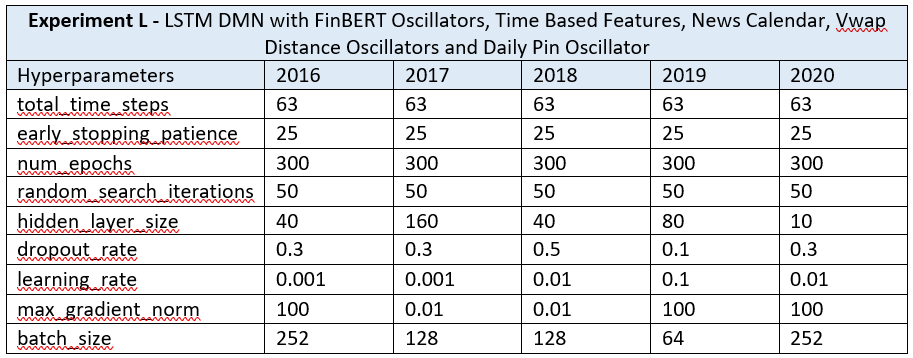 Experiment L - LSTM DMN with FinBERT Oscillators, Time Based Features, News Calendar, Vwap
Distance Oscillators and Daily Pin Oscillator
Hyperparameters 2016 2017 2018 2019 2020
total_time_steps 63 63 63 63 63
early_stopping_patience 25 25 25 25 25
num_epochs 300 300 300 300 300
random_search_iterations 50 50 50 50 50
hidden_layer_size 40 160 40 80 10
dropout_rate 0.3 0.3 0.5 0.1 0.3
learning_rate 0.001 0.001 0.01 0.1 0.01
max_gradient_norm 100 0.01 0.01 100 100
batch_size 252 128 128 64 252